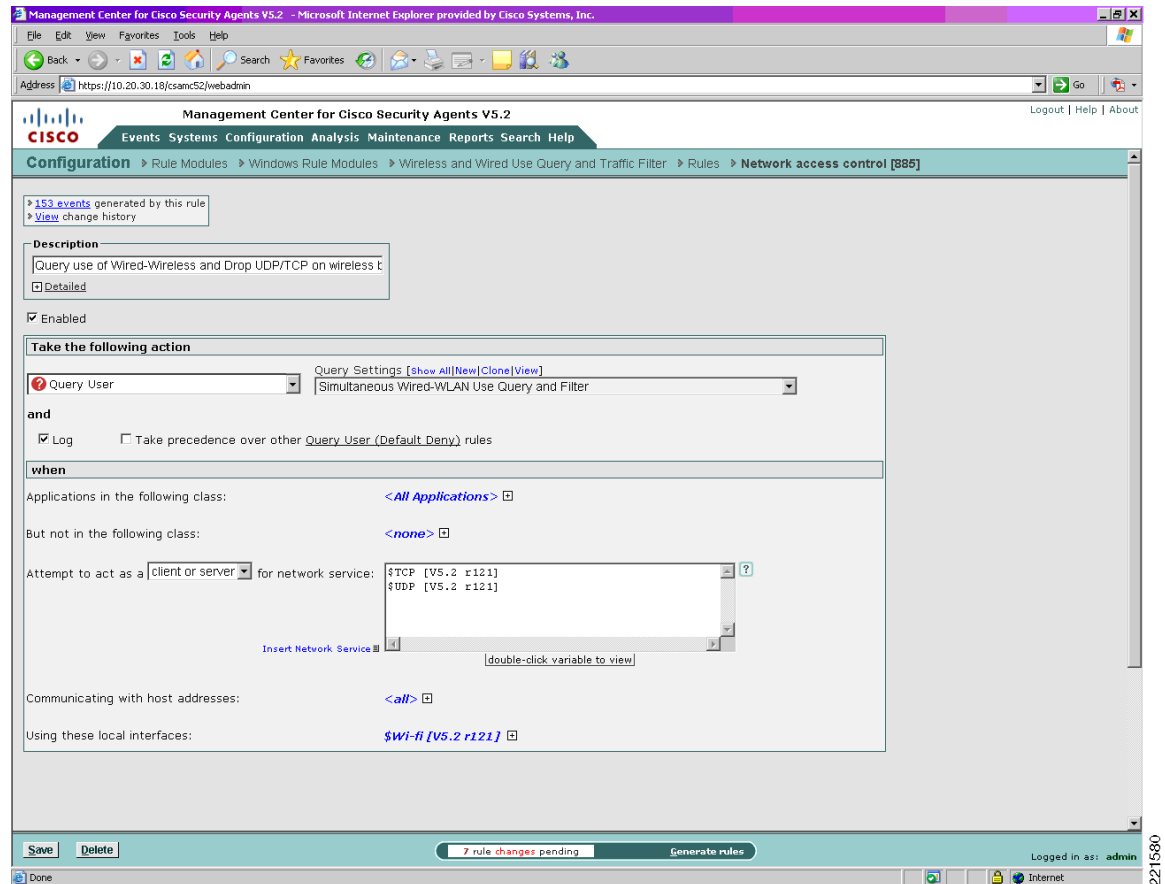 Management Center for Cisco Security Agents V5.2 - Microsoft Internet Explorer provided by Cisco Systems, Inc.
File Edit View Favorites Tools Help
Back Search Favorites
Address https://10.20.30.18/csamc52/webadmin Go
Management Center for Cisco Security Agents V5.2 Logout | Help | About
CISCO Events Systems Configuration Analysis Maintenance Reports Search Help
Configuration Rule Modules Windows Rule Modules Wireless and Wired Use Query and Traffic Filter Rules Network access control [885]
153 events generated by this rule
View change history
Description
Query use of Wired-Wireless and Drop UDP/TCP on wireless
Detailed
Enabled
Take the following action
Query Settings [Show All|New|Clone|View]
Query User Simultaneous Wired-WLAN Use Query and Filter
and
Log Take precedence over other Query User (Default Deny) rules
when
Applications in the following class: <All Applications>
But not in the following class: <none>
Attempt to act as a client or server for network service: $TCP [V5.2 r121]
$UDP [V5.2 r121]
Insert Network Service
double-click variable to view
Communicating with host addresses: <all>
Using these local interfaces: $Wi-fi [V5.2 r121]
Save Delete 7 rule changes pending Generate rules Logged in as: admin
Done Internet
221580